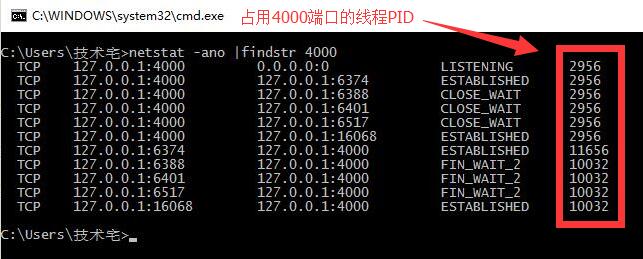 C:\WINDOWS\system32\cmd.exe
占用4000端口的线程PID
C:\Users\技术宅>netstat -ano |findstr 4000
TCP 127.0.0.1:4000 0.0.0.0:0 LISTENING 2956
TCP 127.0.0.1:4000 127.0.0.1:6374 ESTABLISHED 2956
TCP 127.0.0.1:4000 127.0.0.1:6388 CLOSE_WAIT 2956
TCP 127.0.0.1:4000 127.0.0.1:6401 CLOSE_WAIT 2956
TCP 127.0.0.1:4000 127.0.0.1:6517 CLOSE_WAIT 2956
TCP 127.0.0.1:4000 127.0.0.1:16068 ESTABLISHED 2956
TCP 127.0.0.1:6374 127.0.0.1:4000 ESTABLISHED 11656
TCP 127.0.0.1:6388 127.0.0.1:4000 FIN_WAIT_2 10032
TCP 127.0.0.1:6401 127.0.0.1:4000 FIN_WAIT_2 10032
TCP 127.0.0.1:6517 127.0.0.1:4000 FIN_WAIT_2 10032
TCP 127.0.0.1:16068 127.0.0.1:4000 ESTABLISHED 10032
C:\Users\技术宅>